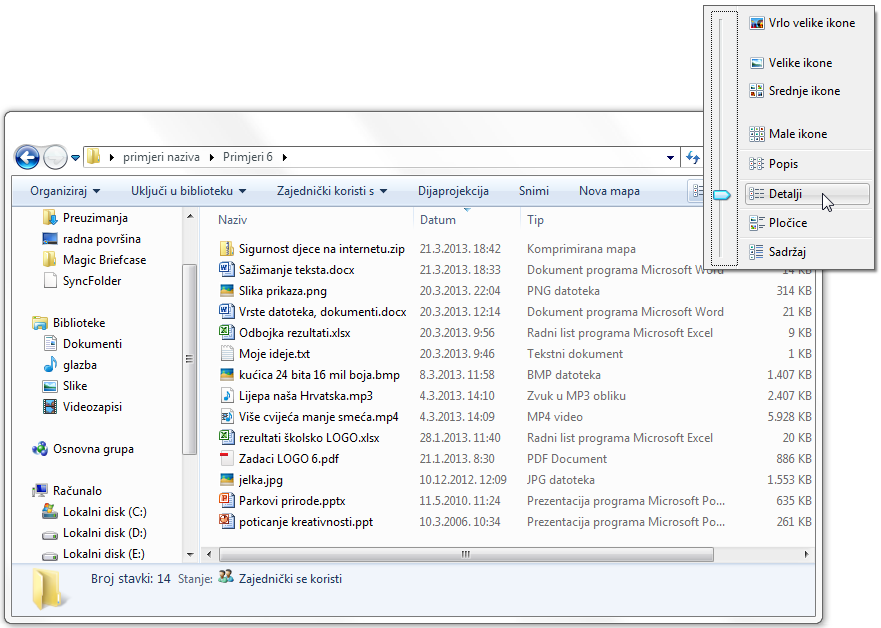 Vrlo velike ikone
Velike ikone
Srednje ikone
Male ikone
Popis
Detalji
Pločice
Sadržaj
primjeri naziva Primjeri 6
Organiziraj Uključi u biblioteku Zajednički koristi s Dijaprojekcija Snimi Nova mapa
Preuzimanja
radna površina
Magic Briefcase
SyncFolder
Biblioteke
Dokumenti
glazba
Slike
Videozapisi
Osnovna grupa
Računalo
Lokalni disk (C:)
Lokalni disk (D:)
Lokalni disk (E:)
Naziv Datum Tip
Sigurnost djece na internetu.zip 21.3.2013. 18:42 Komprimirana mapa
Sažimanje teksta.docx 21.3.2013. 18:33 Dokument programa Microsoft Word 14 KB
Slika prikaza.png 20.3.2013. 22:04 PNG datoteka 314 KB
Vrste datoteka, dokumenti.docx 20.3.2013. 12:14 Dokument programa Microsoft Word 21 KB
Odbojka rezultati.xlsx 20.3.2013. 9:56 Radni list programa Microsoft Excel 9 KB
Moje ideje.txt 20.3.2013. 9:46 Tekstni dokument 1 KB
kućica 24 bita 16 mil boja.bmp 8.3.2013. 11:58 BMP datoteka 1.407 KB
Lijepa naša Hrvatska.mp3 4.3.2013. 14:10 Zvuk u MP3 obliku 2.407 KB
Više cvijeća manje smeća.mp4 4.3.2013. 14:09 MP4 video 5.928 KB
rezultati školsko LOGO.xlsx 28.1.2013. 11:40 Radni list programa Microsoft Excel 20 KB
Zadaci LOGO 6.pdf 21.1.2013. 8:30 PDF Document 886 KB
jelka.jpg 10.12.2012. 12:09 JPG datoteka 1.553 KB
Parkovi prirode.pptx 11.5.2010. 11:24 Prezentacija programa Microsoft Po... 635 KB
poticanje kreativnosti.ppt 10.3.2006. 10:34 Prezentacija programa Microsoft Po... 261 KB
Broj stavki: 14 Stanje: Zajednički se koristi